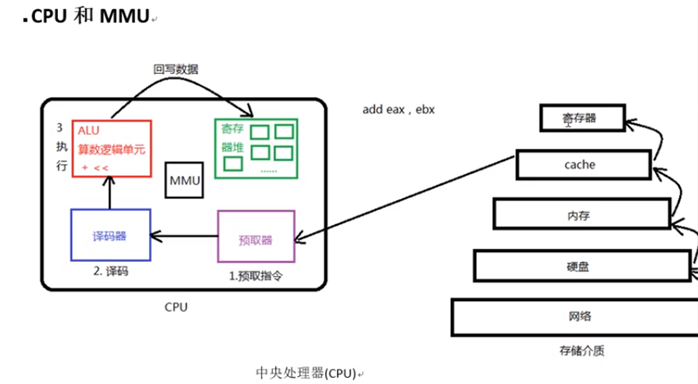 .CPU 和 MMU
回写数据
3
执
行
ALU
算数逻辑单元
+ <<
寄存
器堆
......
MMU
译码器
预取器
2. 译码
1.预取指令
CPU
add eax , ebx
寄存器
cache
内存
硬盘
网络
存储介质
中央处理器(CPU)